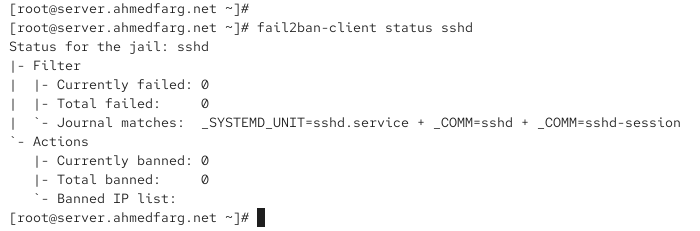 [root@server.ahmedfarg.net ~]#
[root@server.ahmedfarg.net ~]# fail2ban-client status sshd
Status for the jail: sshd
|- Filter
|  |- Currently failed: 0
|  |- Total failed:     0
|  `- Journal matches:  _SYSTEMD_UNIT=sshd.service + _COMM=sshd + _COMM=sshd-session
`- Actions
   |- Currently banned: 0
   |- Total banned:     0
   `- Banned IP list:
[root@server.ahmedfarg.net ~]#